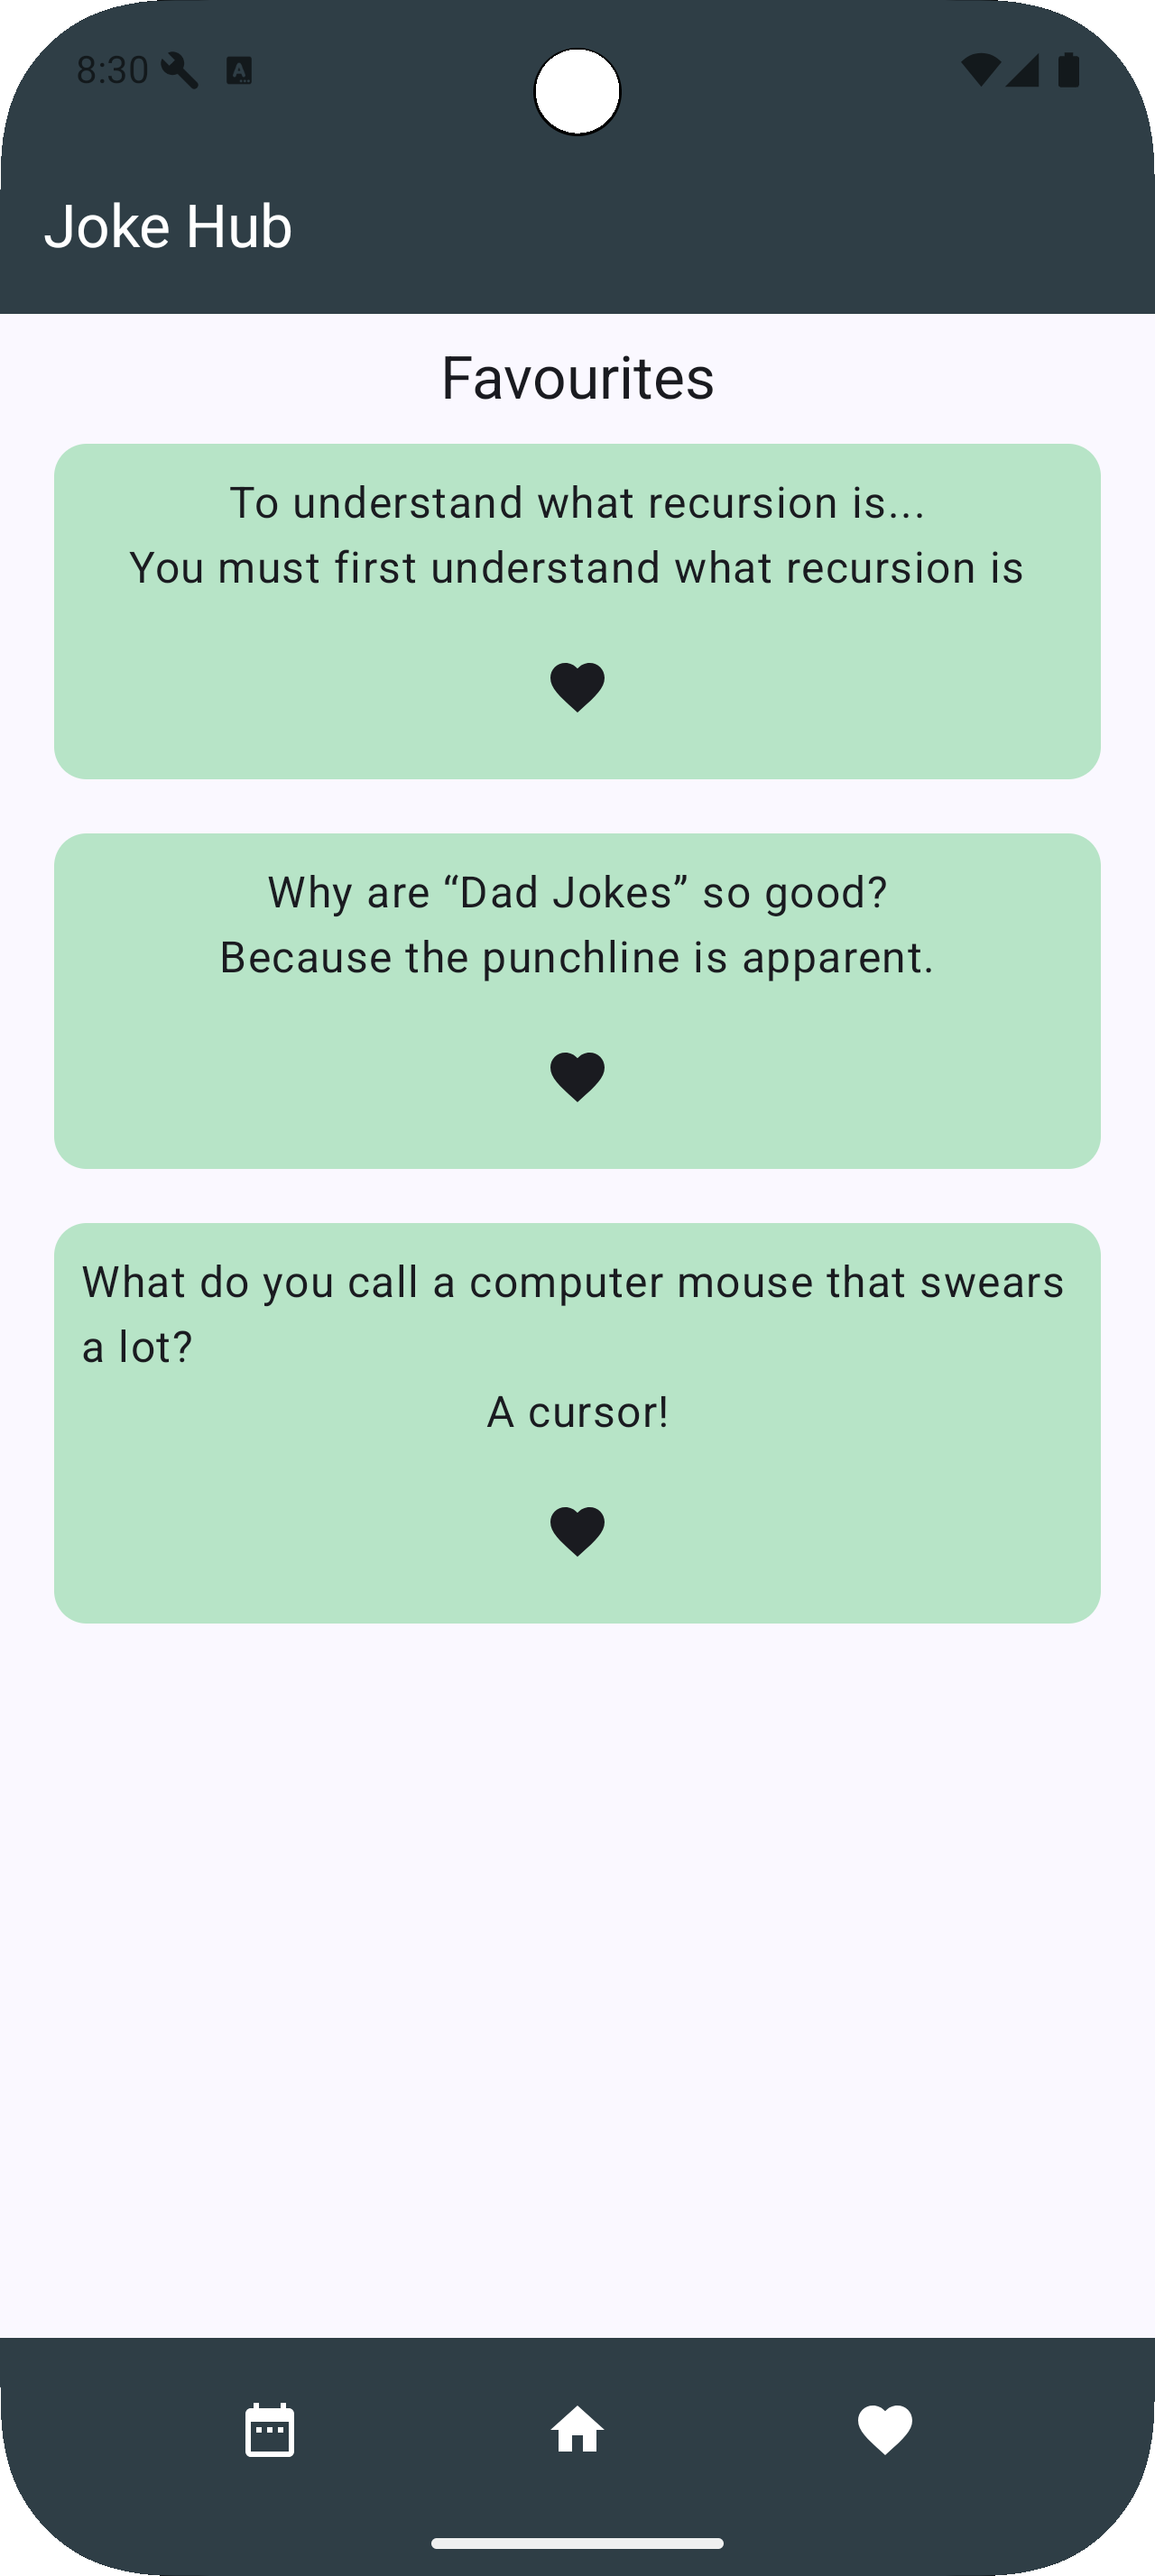 8:30
Joke Hub
Favourites
To understand what recursion is...
You must first understand what recursion is
Why are “Dad Jokes” so good?
Because the punchline is apparent.
What do you call a computer mouse that swears
a lot?
A cursor!